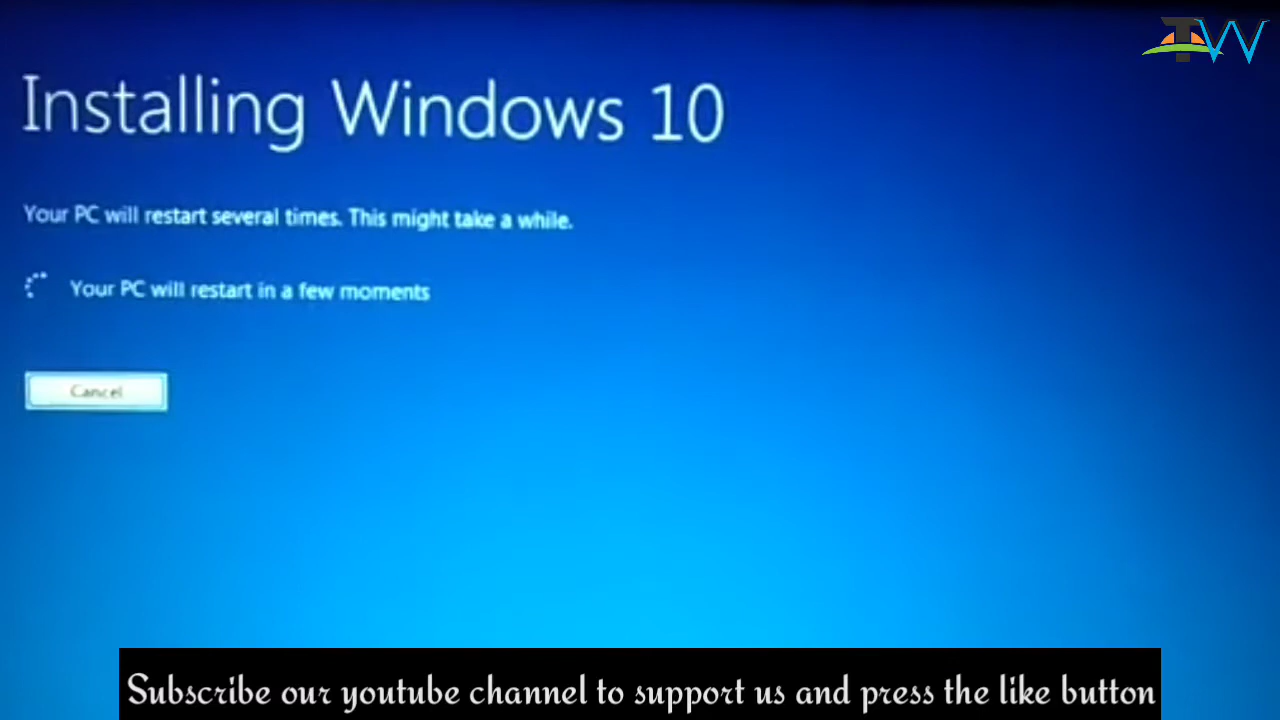 TW
Installing Windows 10
Your PC will restart several times. This might take a while.
Your PC will restart in a few moments
Cancel
Subscribe our youtube channel to support us and press the like button